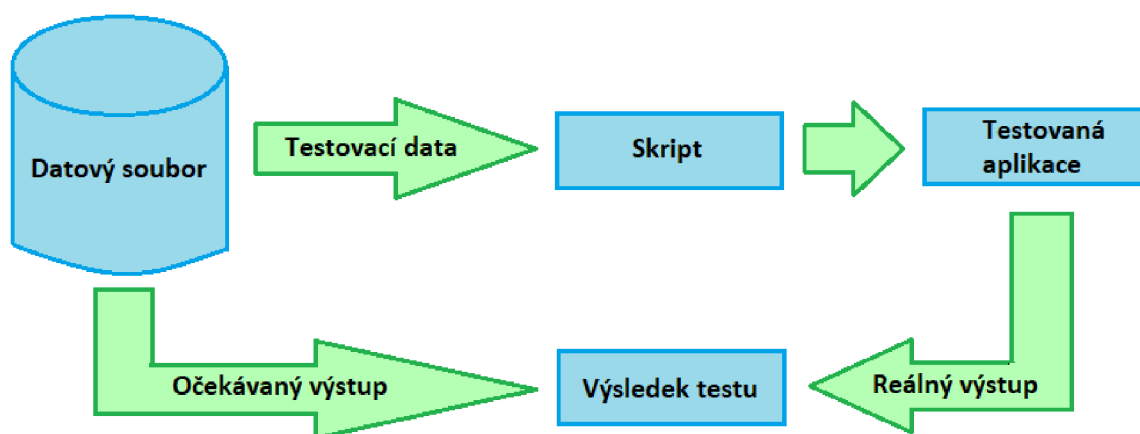 Datový soubor
Testovací data
Skript
Testovaná
aplikace
Očekávaný výstup
Výsledek testu
Reálný výstup